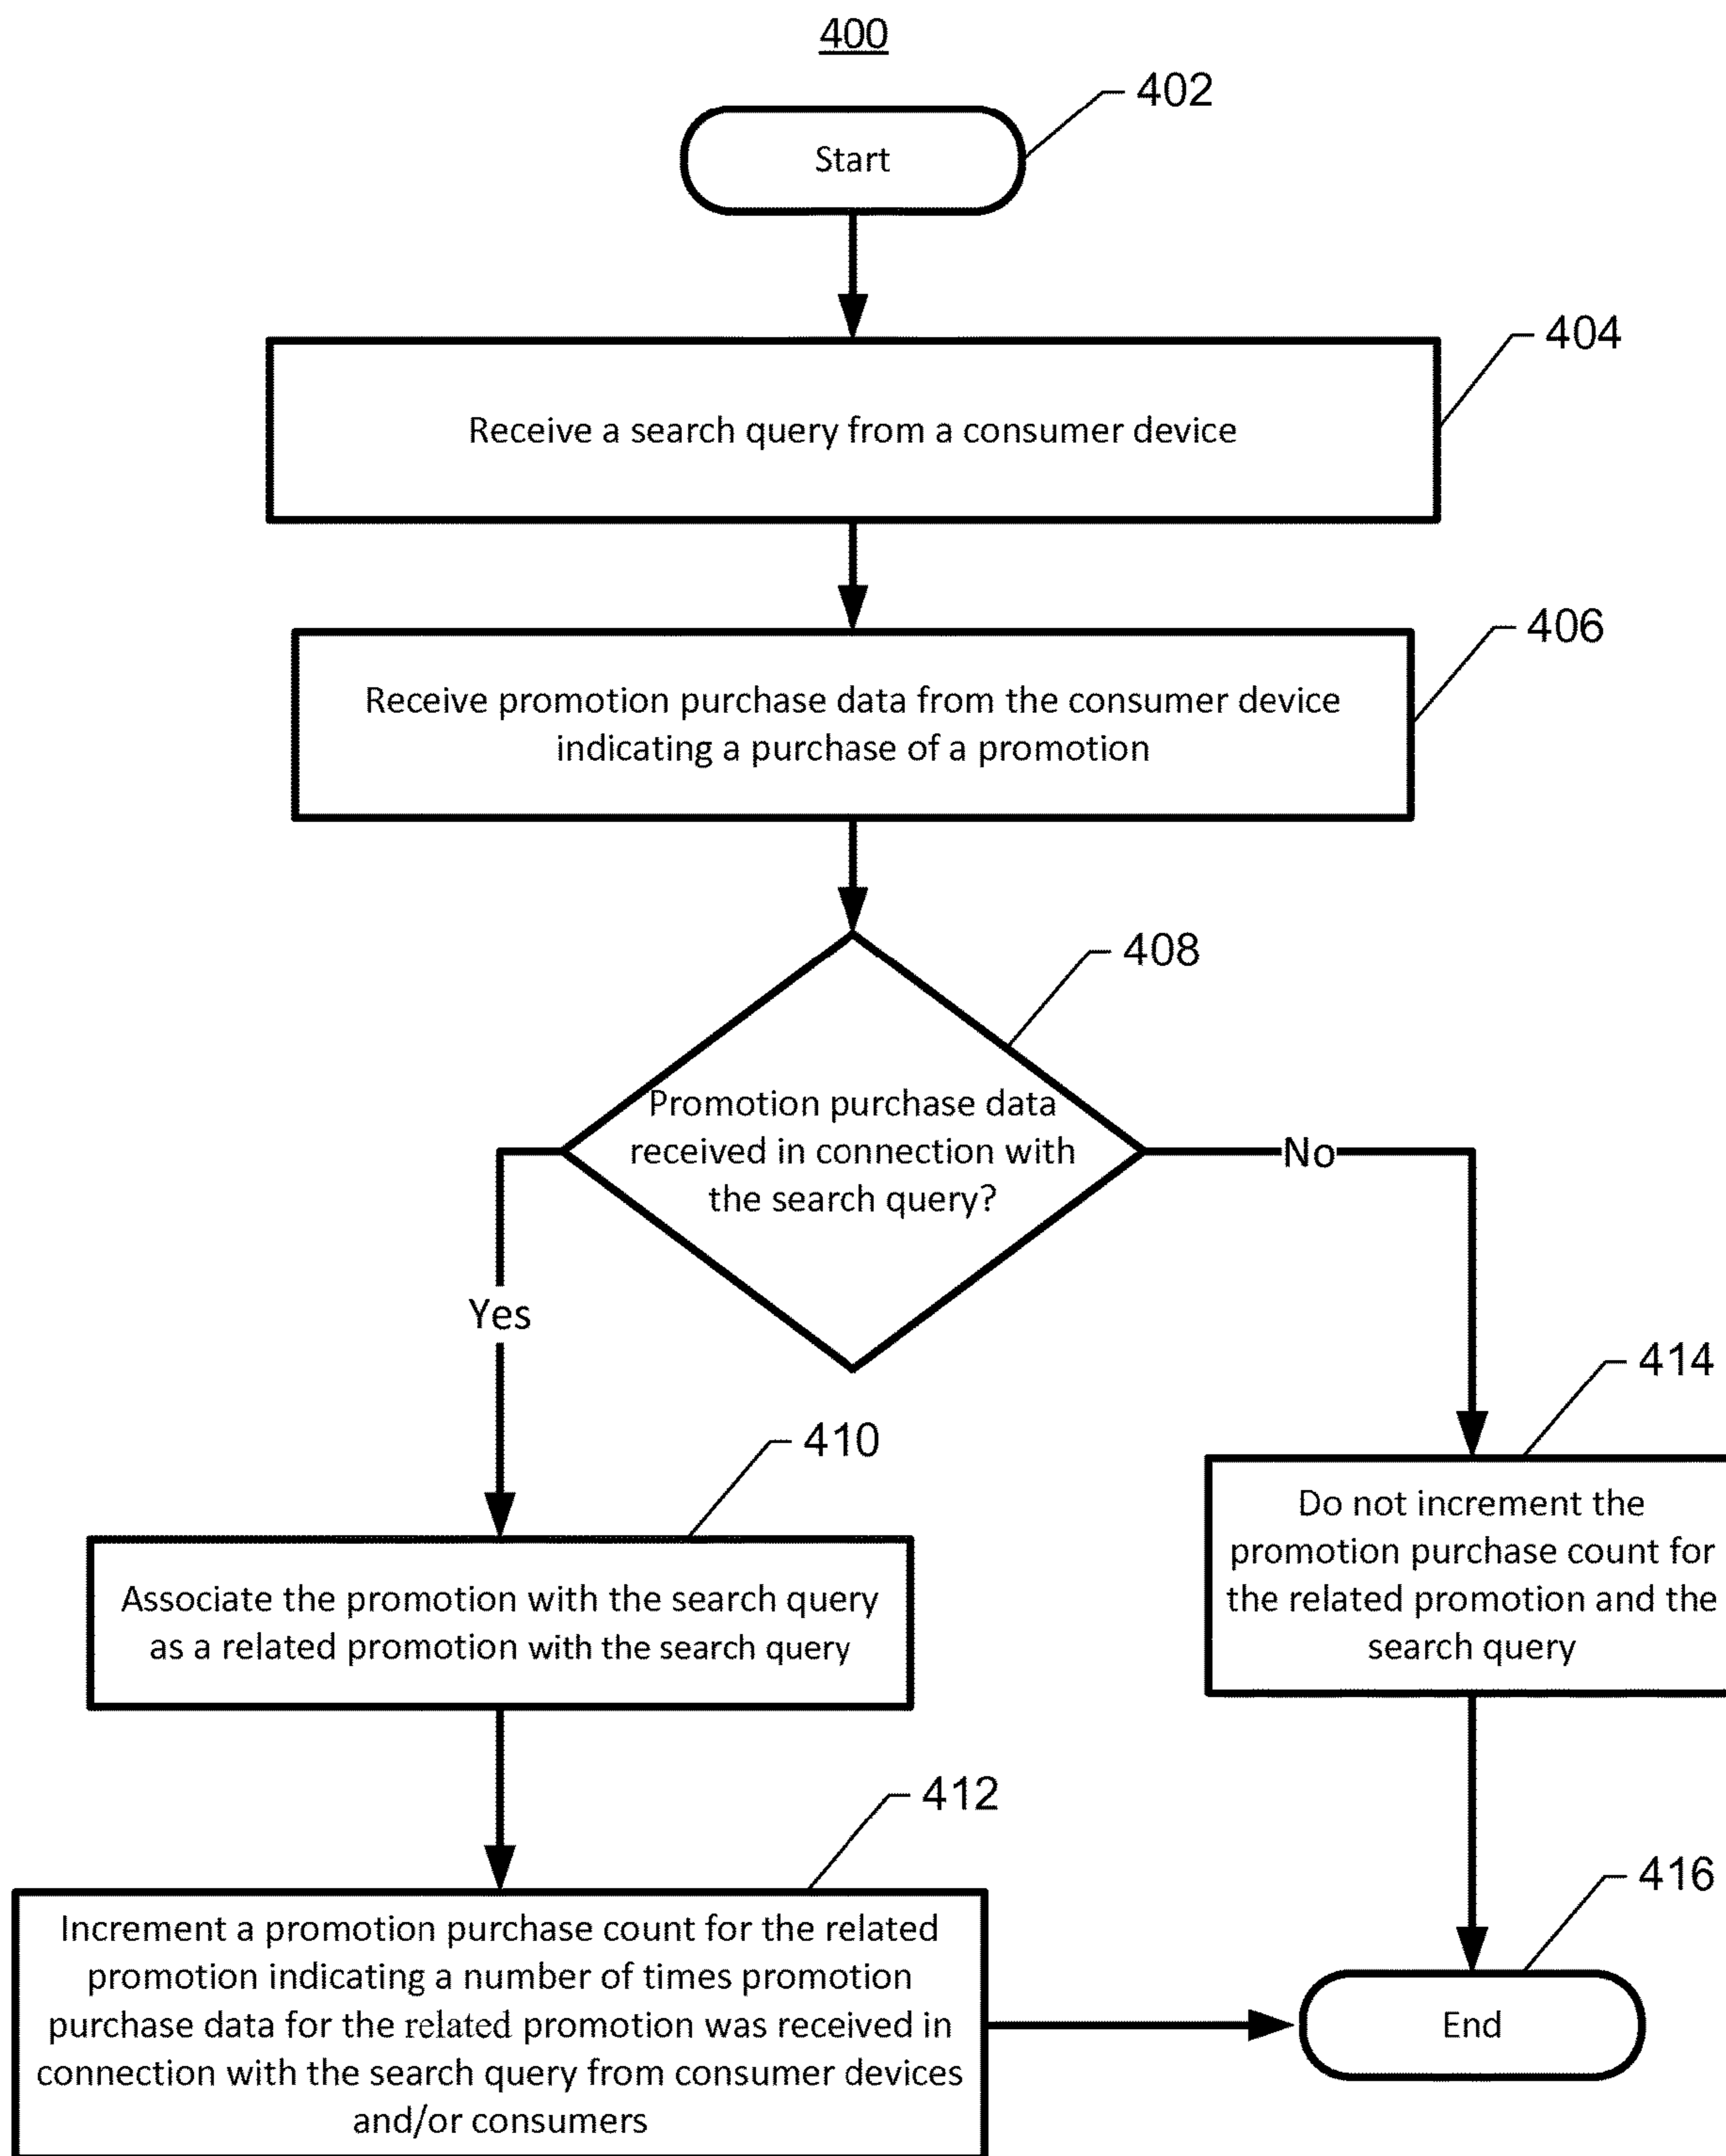 400
402
Start
404
Receive a search query from a consumer device
406
Receive promotion purchase data from the consumer device
indicating a purchase of a promotion
408
Promotion purchase data
received in connection with
the search query?
No
Yes
414
410
Do not increment the
promotion purchase count for
the related promotion and the
search query
Associate the promotion with the search query
as a related promotion with the search query
412
416
Increment a promotion purchase count for the related
promotion indicating a number of times promotion
purchase data for the related promotion was received in
connection with the search query from consumer devices
and/or consumers
End